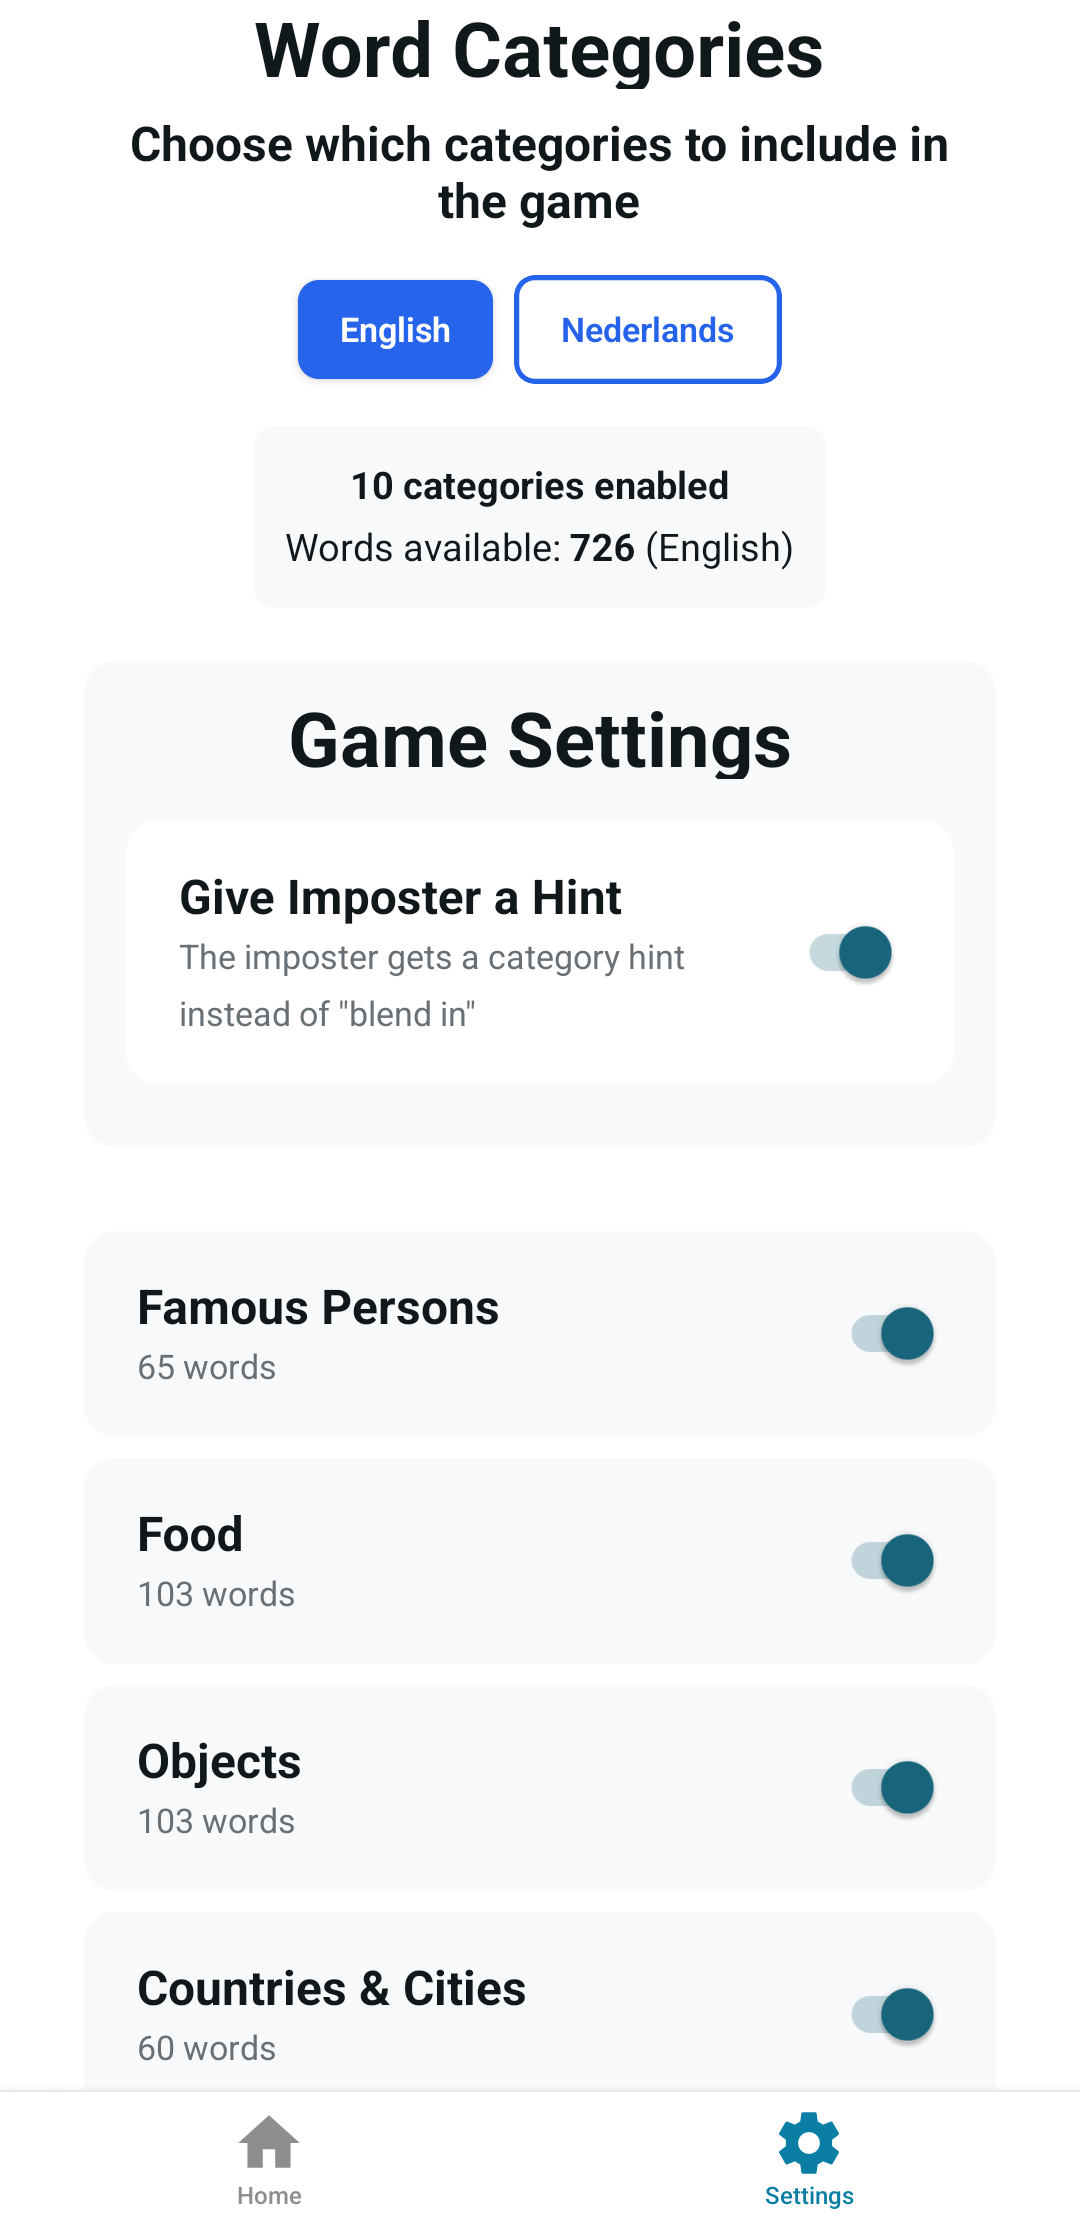 Word Categories
Choose which categories to include in
the game
English
Nederlands
10 categories enabled
Words available: 726 (English)
Game Settings
Give Imposter a Hint
The imposter gets a category hint
instead of "blend in"
Famous Persons
65 words
Food
103 words
Objects
103 words
Countries & Cities
60 words
Home
Settings